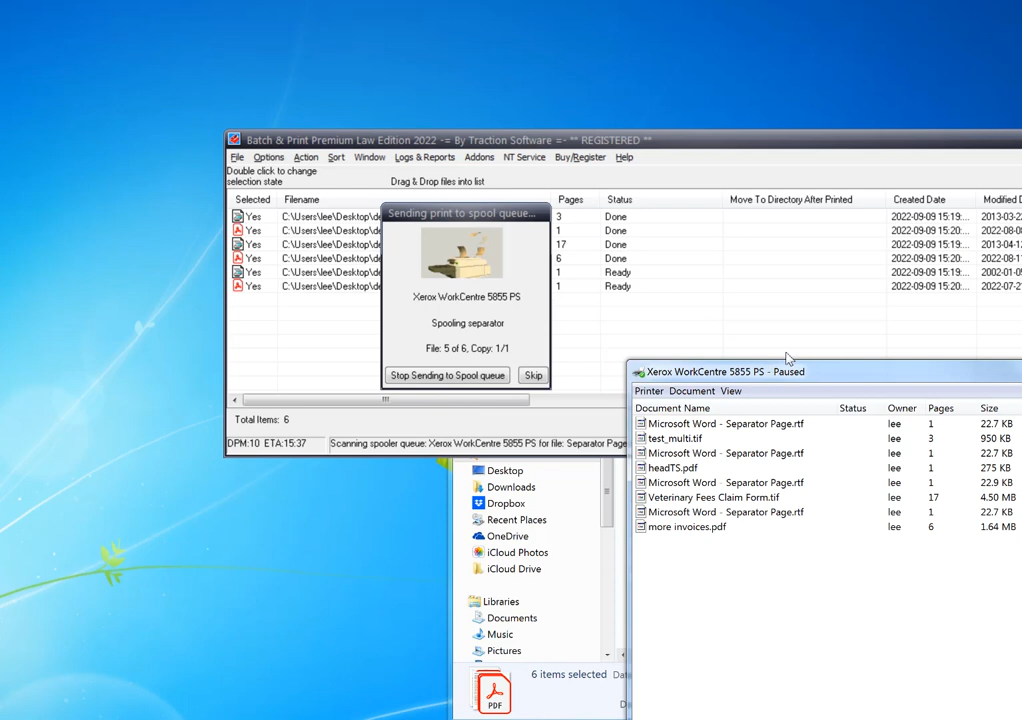 Batch & Print Premium Law Edition 2022 -= By Traction Software =- ** REGISTERED **
File Options Action Sort Window Logs & Reports Addons NT Service Buy/Register Help
Double click to change
selection state
Drag & Drop files into list
Selected Filename Pages Status Move To Directory After Printed Created Date Modified D
Yes C:\Users\lee\Desktop\de 3 Done 2022-09-09 15:19:... 2013-03-2
Yes C:\Users\lee\Desktop\de 1 Done 2022-09-09 15:20:... 2022-08-0
Yes C:\Users\lee\Desktop\de 17 Done 2022-09-09 15:19:... 2013-04-1
Yes C:\Users\lee\Desktop\de 6 Done 2022-09-09 15:20:... 2022-08-1
Yes C:\Users\lee\Desktop\de 1 Ready 2022-09-09 15:19:... 2002-01-0
Yes C:\Users\lee\Desktop\de 1 Ready 2022-09-09 15:20:... 2022-07-2
Sending print to spool queue...
Xerox WorkCentre 5855 PS
Spooling separator
File: 5 of 6, Copy: 1/1
Stop Sending to Spool queue Skip
Total Items: 6
DPM:10 ETA:15:37 Scanning spooler queue: Xerox WorkCentre 5855 PS for file: Separator Page
Xerox WorkCentre 5855 PS - Paused
Printer Document View
Document Name Status Owner Pages Size
Microsoft Word - Separator Page.rtf lee 1 22.7 KB
test_multi.tif lee 3 950 KB
Microsoft Word - Separator Page.rtf lee 1 22.7 KB
headTS.pdf lee 1 275 KB
Microsoft Word - Separator Page.rtf lee 1 22.9 KB
Veterinary Fees Claim Form.tif lee 17 4.50 MB
Microsoft Word - Separator Page.rtf lee 1 22.7 KB
more invoices.pdf lee 6 1.64 MB
Desktop
Downloads
Dropbox
Recent Places
OneDrive
iCloud Photos
iCloud Drive
Libraries
Documents
Music
Pictures
6 items selected Dat
PDF
D